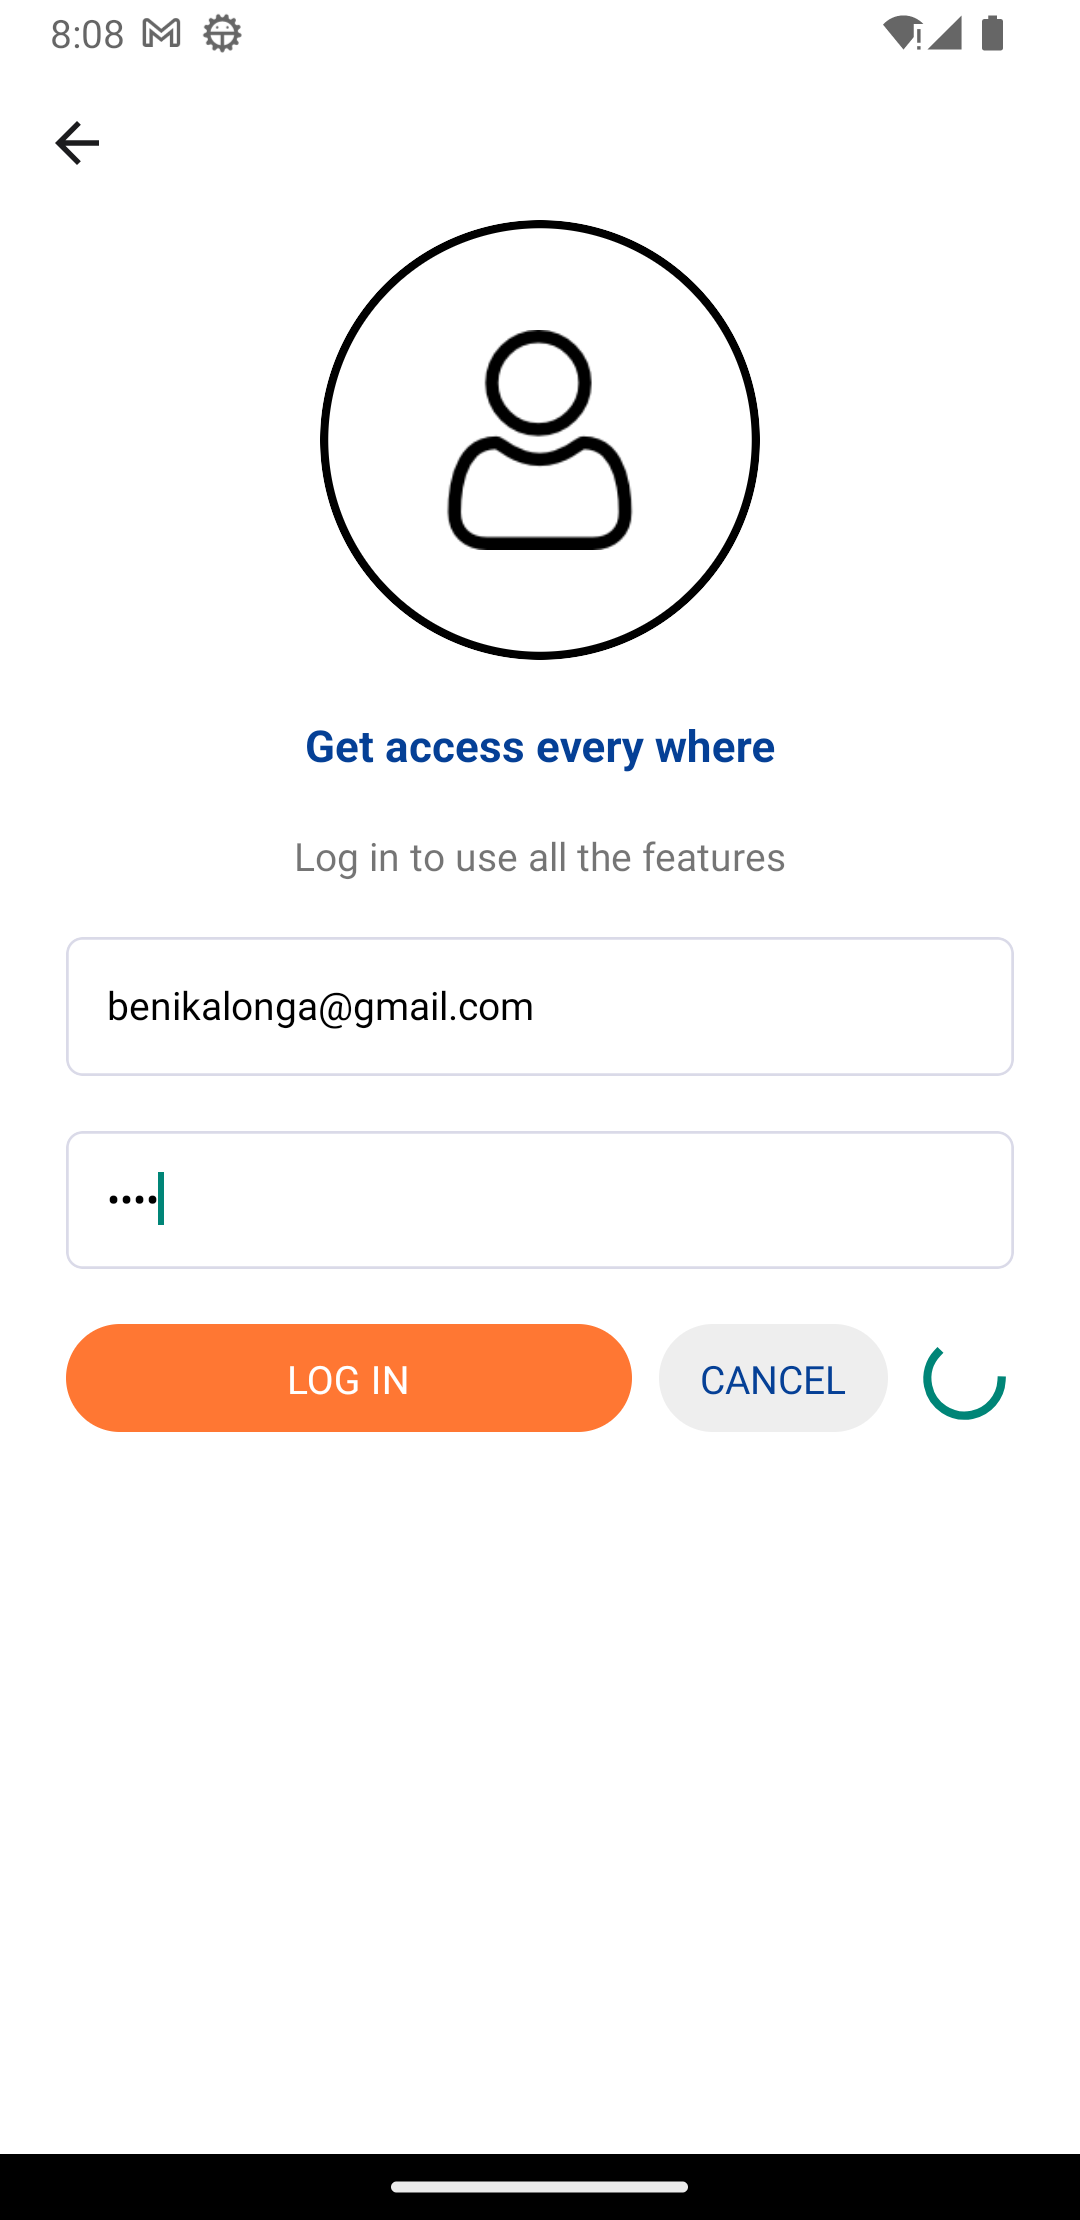 8:08
Get access every where
Log in to use all the features
benikalonga@gmail.com
••••
LOG IN
CANCEL